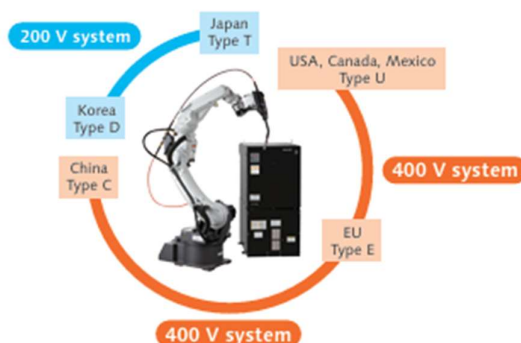 200 V system
Japan
Type T
USA, Canada, Mexico
Type U
Korea
Type D
China
Type C
400 V system
EU
Type E
400 V system